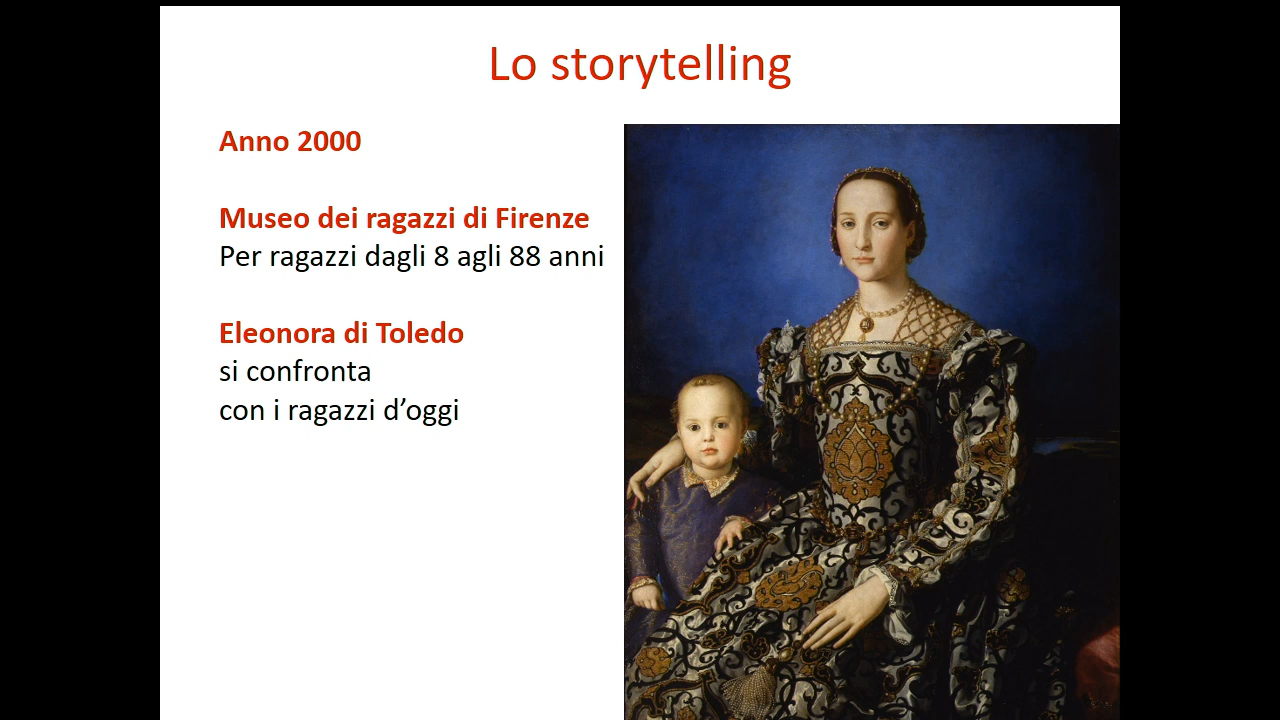 Lo storytelling
Anno 2000
Museo dei ragazzi di Firenze
Per ragazzi dagli 8 agli 88 anni
Eleonora di Toledo
si confronta
con i ragazzi d’oggi